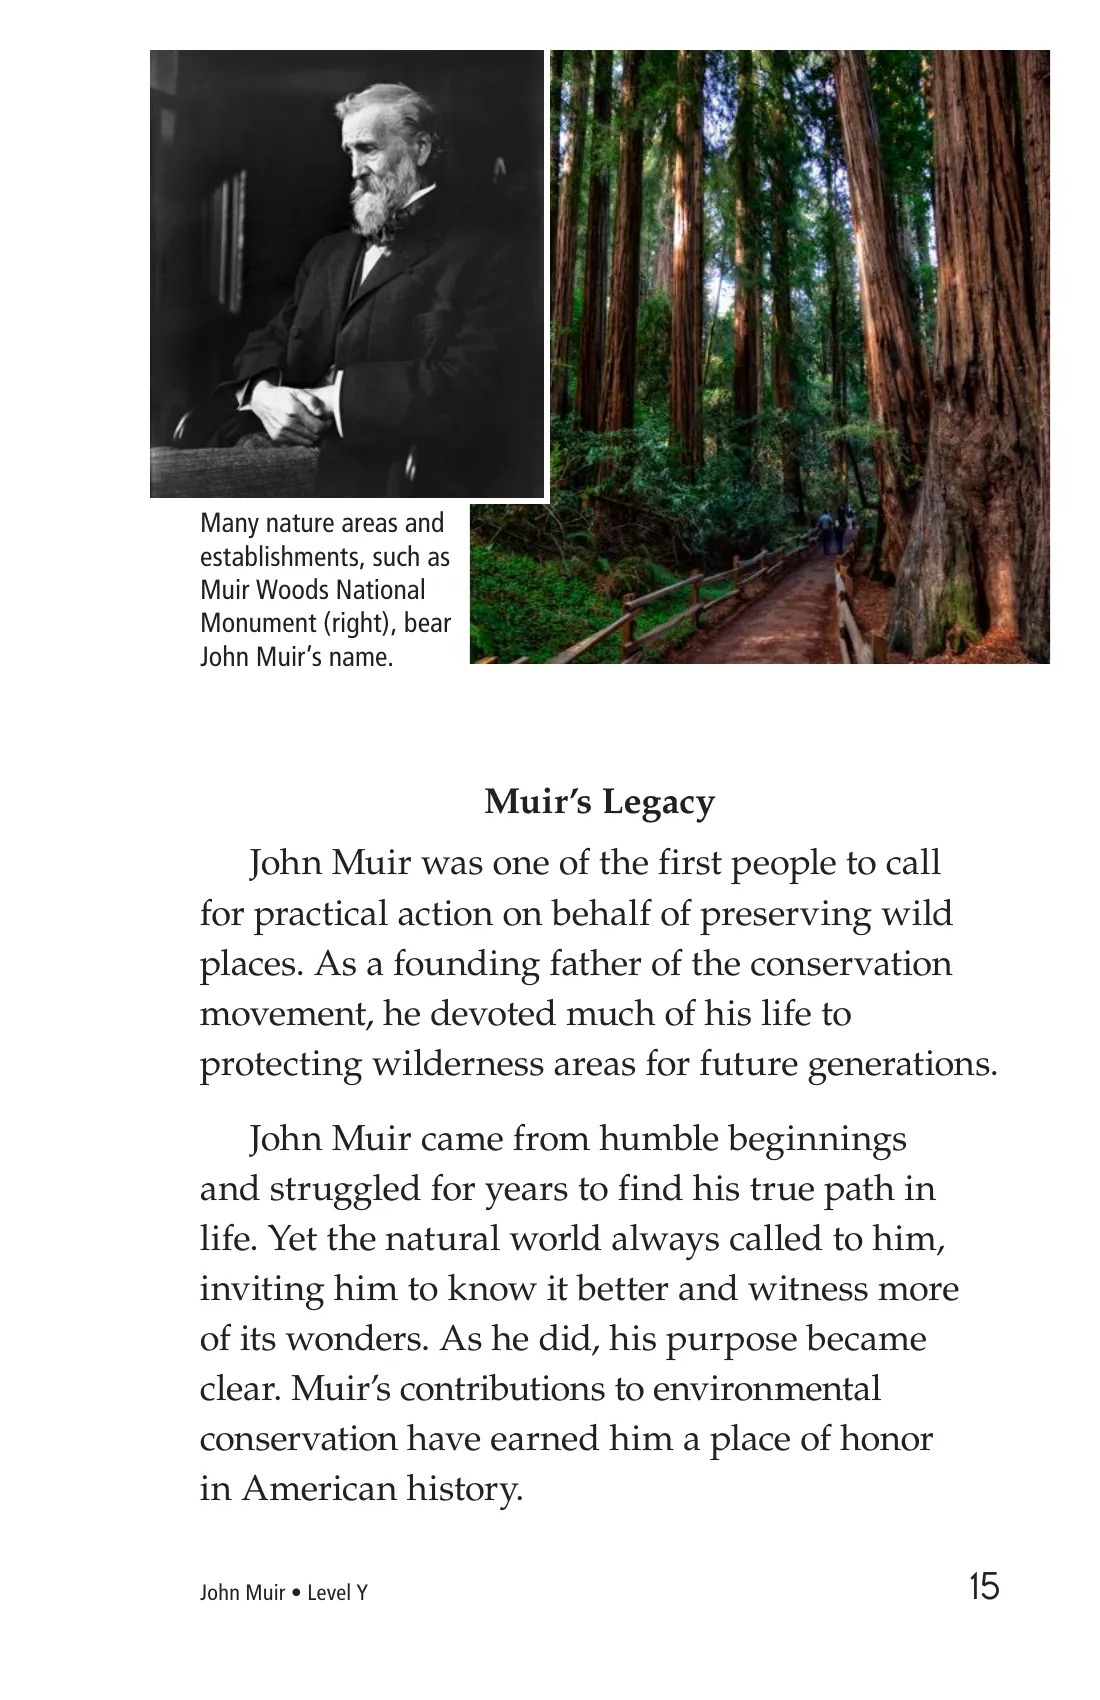 Many nature areas and
establishments, such as
Muir Woods National
Monument (right), bear
John Muir’s name.
Muir’s Legacy
John Muir was one of the first people to call
for practical action on behalf of preserving wild
places. As a founding father of the conservation
movement, he devoted much of his life to
protecting wilderness areas for future generations.
John Muir came from humble beginnings
and struggled for years to find his true path in
life. Yet the natural world always called to him,
inviting him to know it better and witness more
of its wonders. As he did, his purpose became
clear. Muir’s contributions to environmental
conservation have earned him a place of honor
in American history.
John Muir • Level Y
15